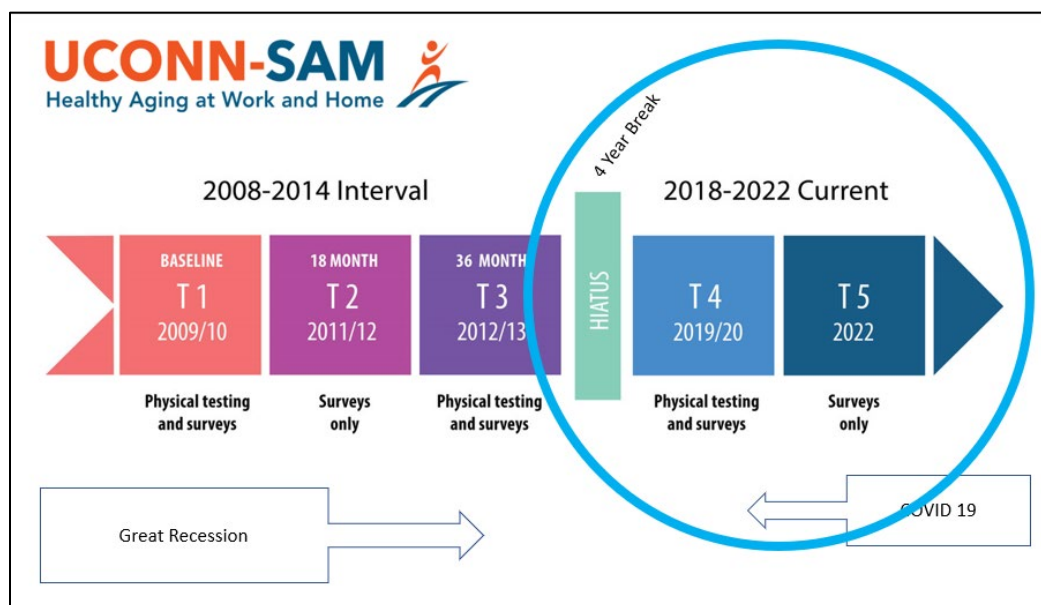 UCONN-SAM
Healthy Aging at Work and Home
4 Year Break
2008-2014 Interval
2018-2022 Current
BASELINE
T 1
2009/10
18 MONTH
T 2
2011/12
36 MONTH
T 3
2012/13
HIATUS
T 4
2019/20
T 5
2022
Physical testing
and surveys
Surveys
only
Physical testing
and surveys
Physical testing
and surveys
Surveys
only
Great Recession
COVID 19